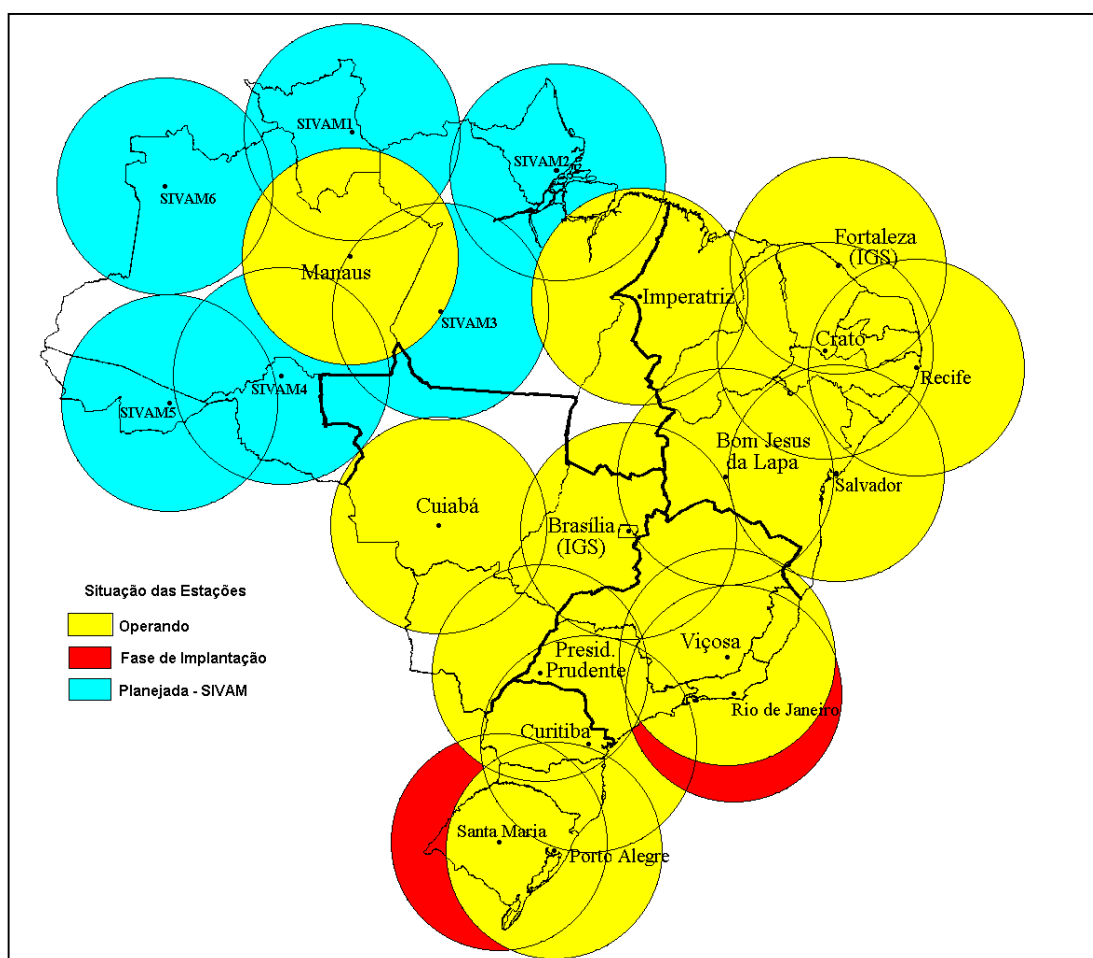 SIVAM1
SIVAM2
SIVAM6
Fortaleza
(IGS)
Manaus
Imperatriz
SIVAM3
Crato
Recife
SIVAM4
SIVAM5
Bom Jesus
da Lapa
Salvador
Cuiabá
Brasília
(IGS)
Situação das Estações
Operando
Fase de Implantação
Planejada - SIVAM
Viçosa
Presid.
Prudente
Rio de Janeiro
Curitiba
Santa Maria
Porto Alegre